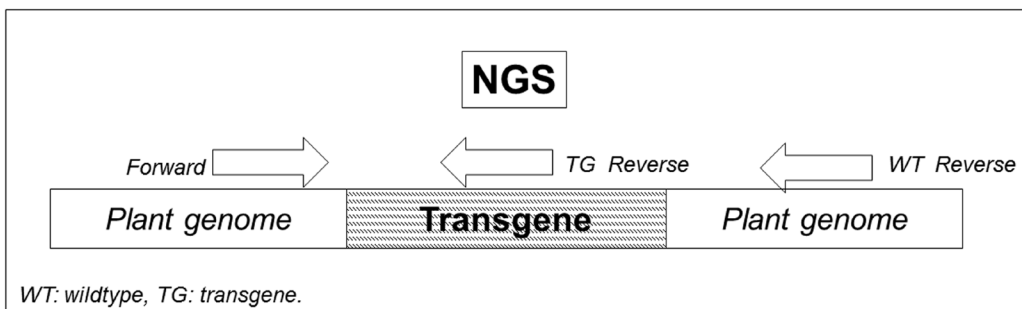 NGS
Forward
TG Reverse
WT Reverse
Plant genome
Transgene
Plant genome
WT: wildtype, TG: transgene.